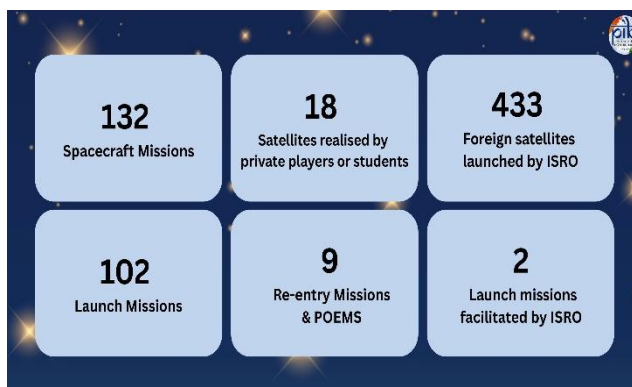 132
Spacecraft Missions
18
Satellites realised by
private players or students
433
Foreign satellites
launched by ISRO
102
Launch Missions
9
Re-entry Missions
& POEMS
2
Launch missions
facilitated by ISRO
pib